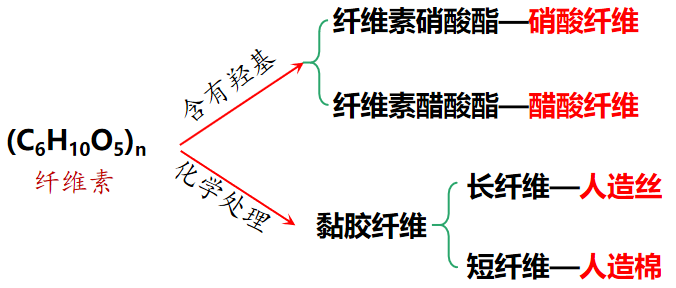 纤维素硝酸酯—硝酸纤维
含有羟基
纤维素醋酸酯—醋酸纤维
(C₆H₁₀O₅)ₙ
纤维素
化学处理
长纤维—人造丝
黏胶纤维
短纤维—人造棉